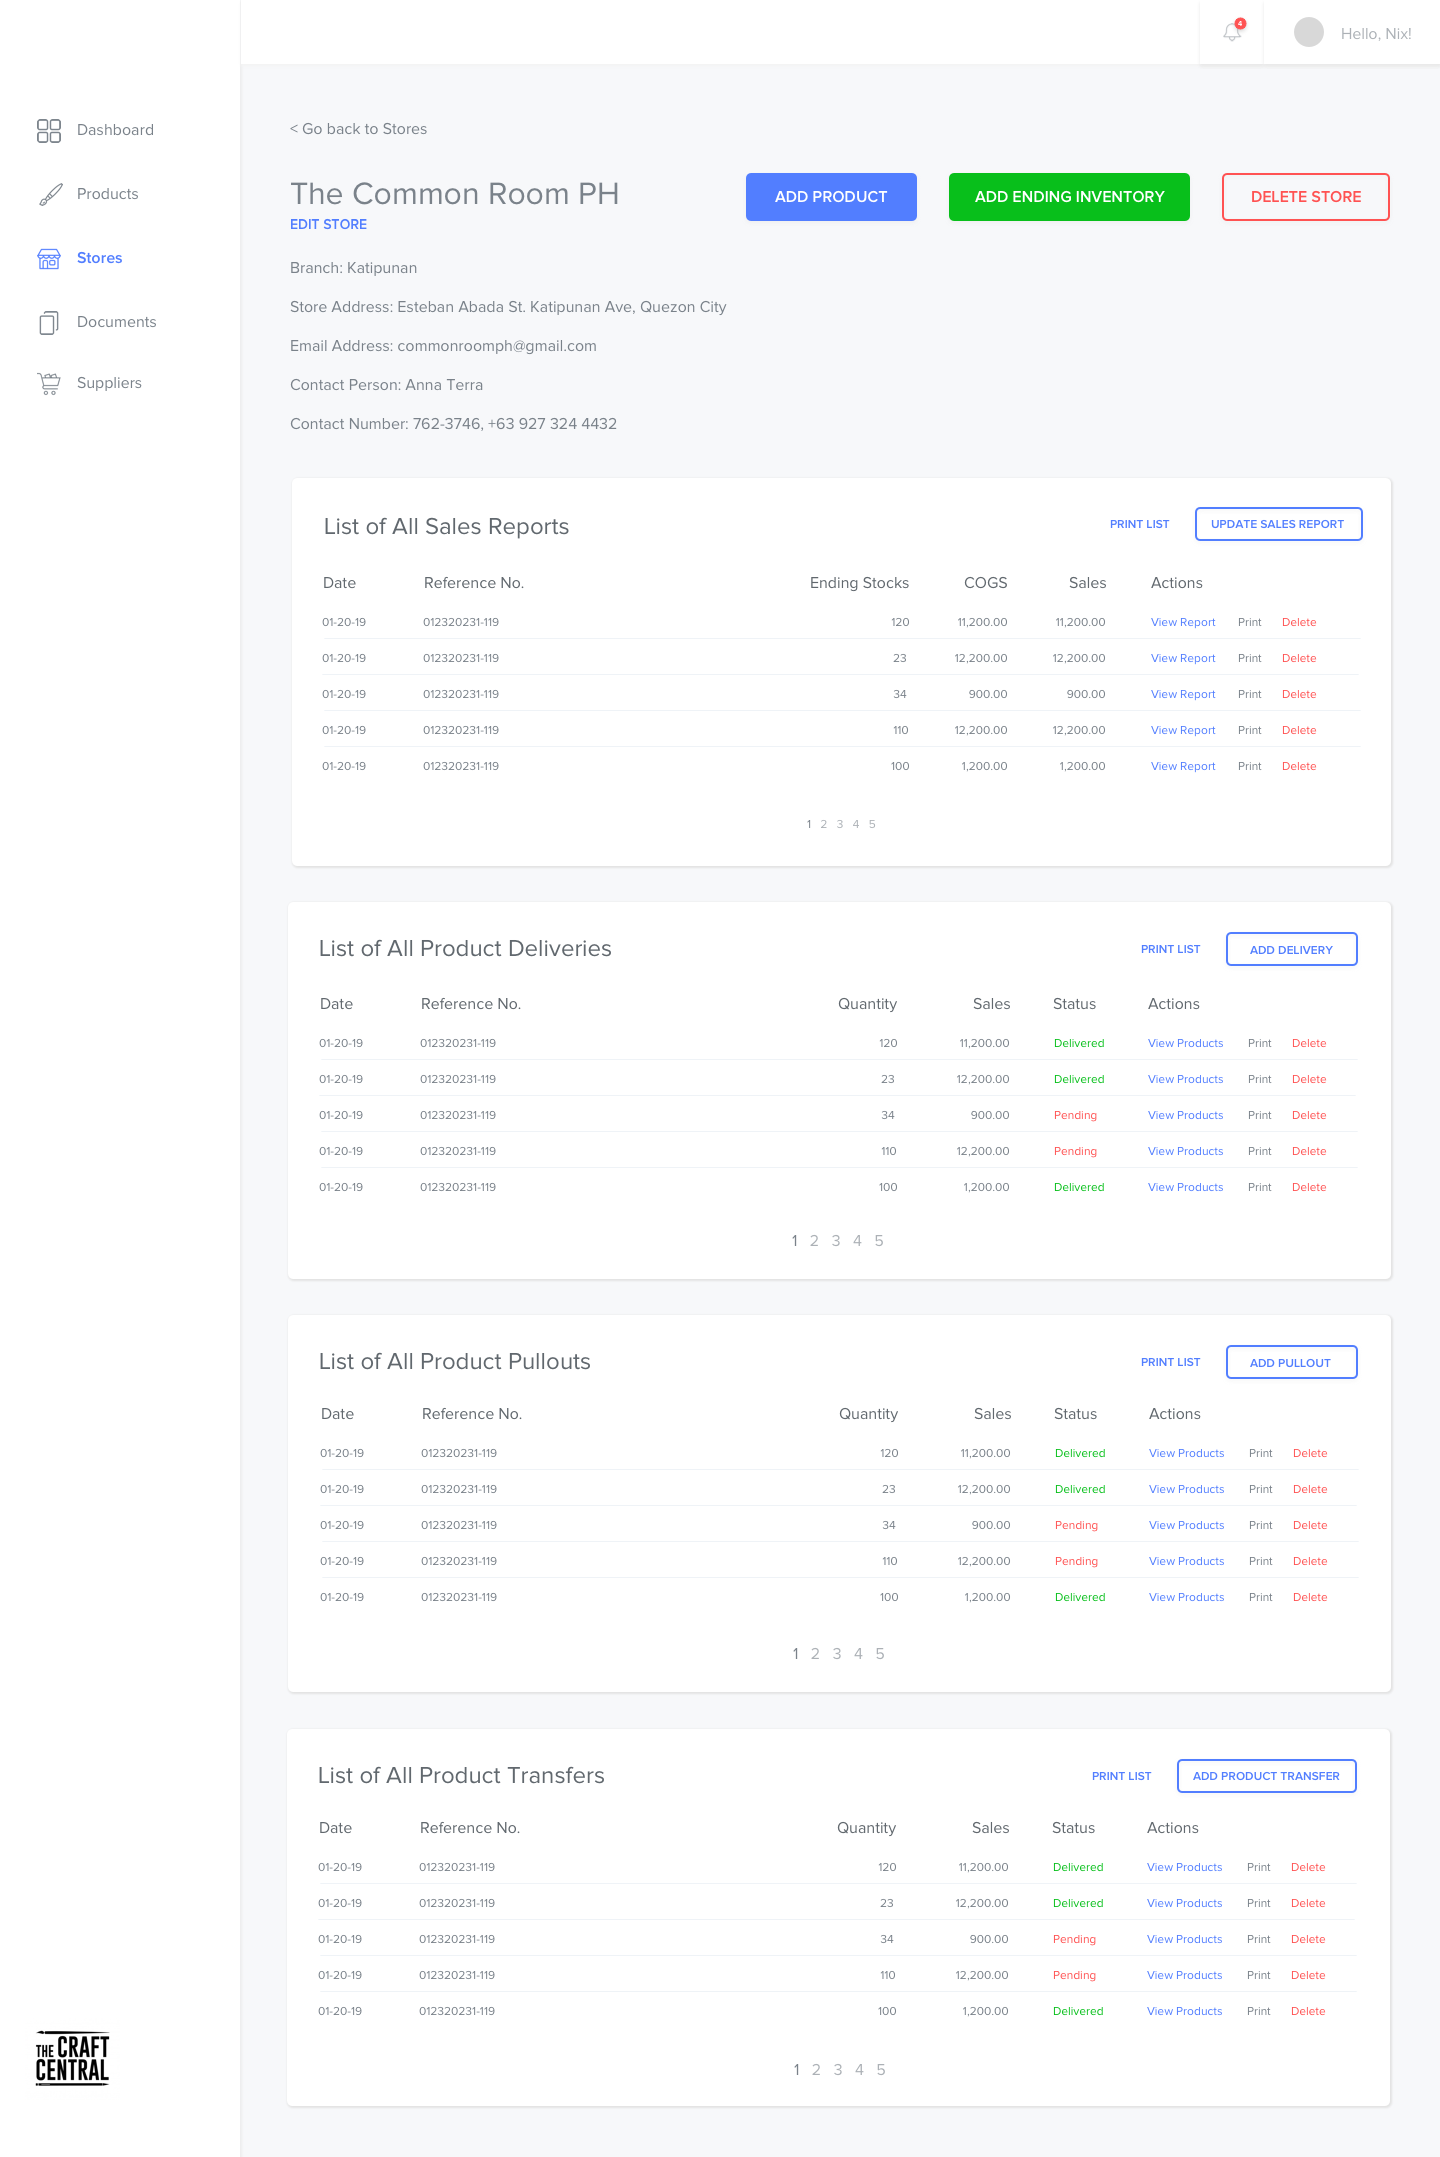 4
Hello, Nix!
Dashboard
Products
Stores
Documents
Suppliers
< Go back to Stores
The Common Room PH
EDIT STORE
ADD PRODUCT
ADD ENDING INVENTORY
DELETE STORE
Branch: Katipunan
Store Address: Esteban Abada St. Katipunan Ave, Quezon City
Email Address: commonroomph@gmail.com
Contact Person: Anna Terra
Contact Number: 762-3746, +63 927 324 4432
List of All Sales Reports PRINT LIST UPDATE SALES REPORT
Date Reference No. Ending Stocks COGS Sales Actions
01-20-19 012320231-119 120 11,200.00 11,200.00 View Report Print Delete
01-20-19 012320231-119 23 12,200.00 12,200.00 View Report Print Delete
01-20-19 012320231-119 34 900.00 900.00 View Report Print Delete
01-20-19 012320231-119 110 12,200.00 12,200.00 View Report Print Delete
01-20-19 012320231-119 100 1,200.00 1,200.00 View Report Print Delete
1 2 3 4 5
List of All Product Deliveries PRINT LIST ADD DELIVERY
Date Reference No. Quantity Sales Status Actions
01-20-19 012320231-119 120 11,200.00 Delivered View Products Print Delete
01-20-19 012320231-119 23 12,200.00 Delivered View Products Print Delete
01-20-19 012320231-119 34 900.00 Pending View Products Print Delete
01-20-19 012320231-119 110 12,200.00 Pending View Products Print Delete
01-20-19 012320231-119 100 1,200.00 Delivered View Products Print Delete
1 2 3 4 5
List of All Product Pullouts PRINT LIST ADD PULLOUT
Date Reference No. Quantity Sales Status Actions
01-20-19 012320231-119 120 11,200.00 Delivered View Products Print Delete
01-20-19 012320231-119 23 12,200.00 Delivered View Products Print Delete
01-20-19 012320231-119 34 900.00 Pending View Products Print Delete
01-20-19 012320231-119 110 12,200.00 Pending View Products Print Delete
01-20-19 012320231-119 100 1,200.00 Delivered View Products Print Delete
1 2 3 4 5
List of All Product Transfers PRINT LIST ADD PRODUCT TRANSFER
Date Reference No. Quantity Sales Status Actions
01-20-19 012320231-119 120 11,200.00 Delivered View Products Print Delete
01-20-19 012320231-119 23 12,200.00 Delivered View Products Print Delete
01-20-19 012320231-119 34 900.00 Pending View Products Print Delete
01-20-19 012320231-119 110 12,200.00 Pending View Products Print Delete
01-20-19 012320231-119 100 1,200.00 Delivered View Products Print Delete
1 2 3 4 5
THE CRAFT
CENTRAL